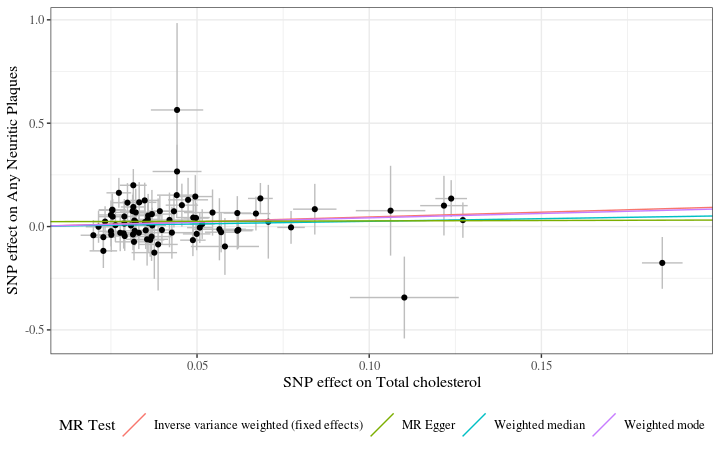 1.0
0.5
0.0
-0.5
SNP effect on Any Neuritic Plaques
0.05 0.10 0.15
SNP effect on Total cholesterol
MR Test Inverse variance weighted (fixed effects) MR Egger Weighted median Weighted mode